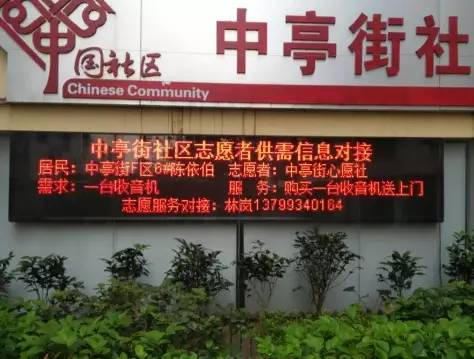 中国社区
Chinese Community
中亭街社
中亭街社区志愿者供需信息对接
居民：中亭街F区6#陈依伯 志愿者：中亭街心愿社
需求：一台收音机 服 务：购买一台收音机送上门
志愿服务对接：林岚13799340164